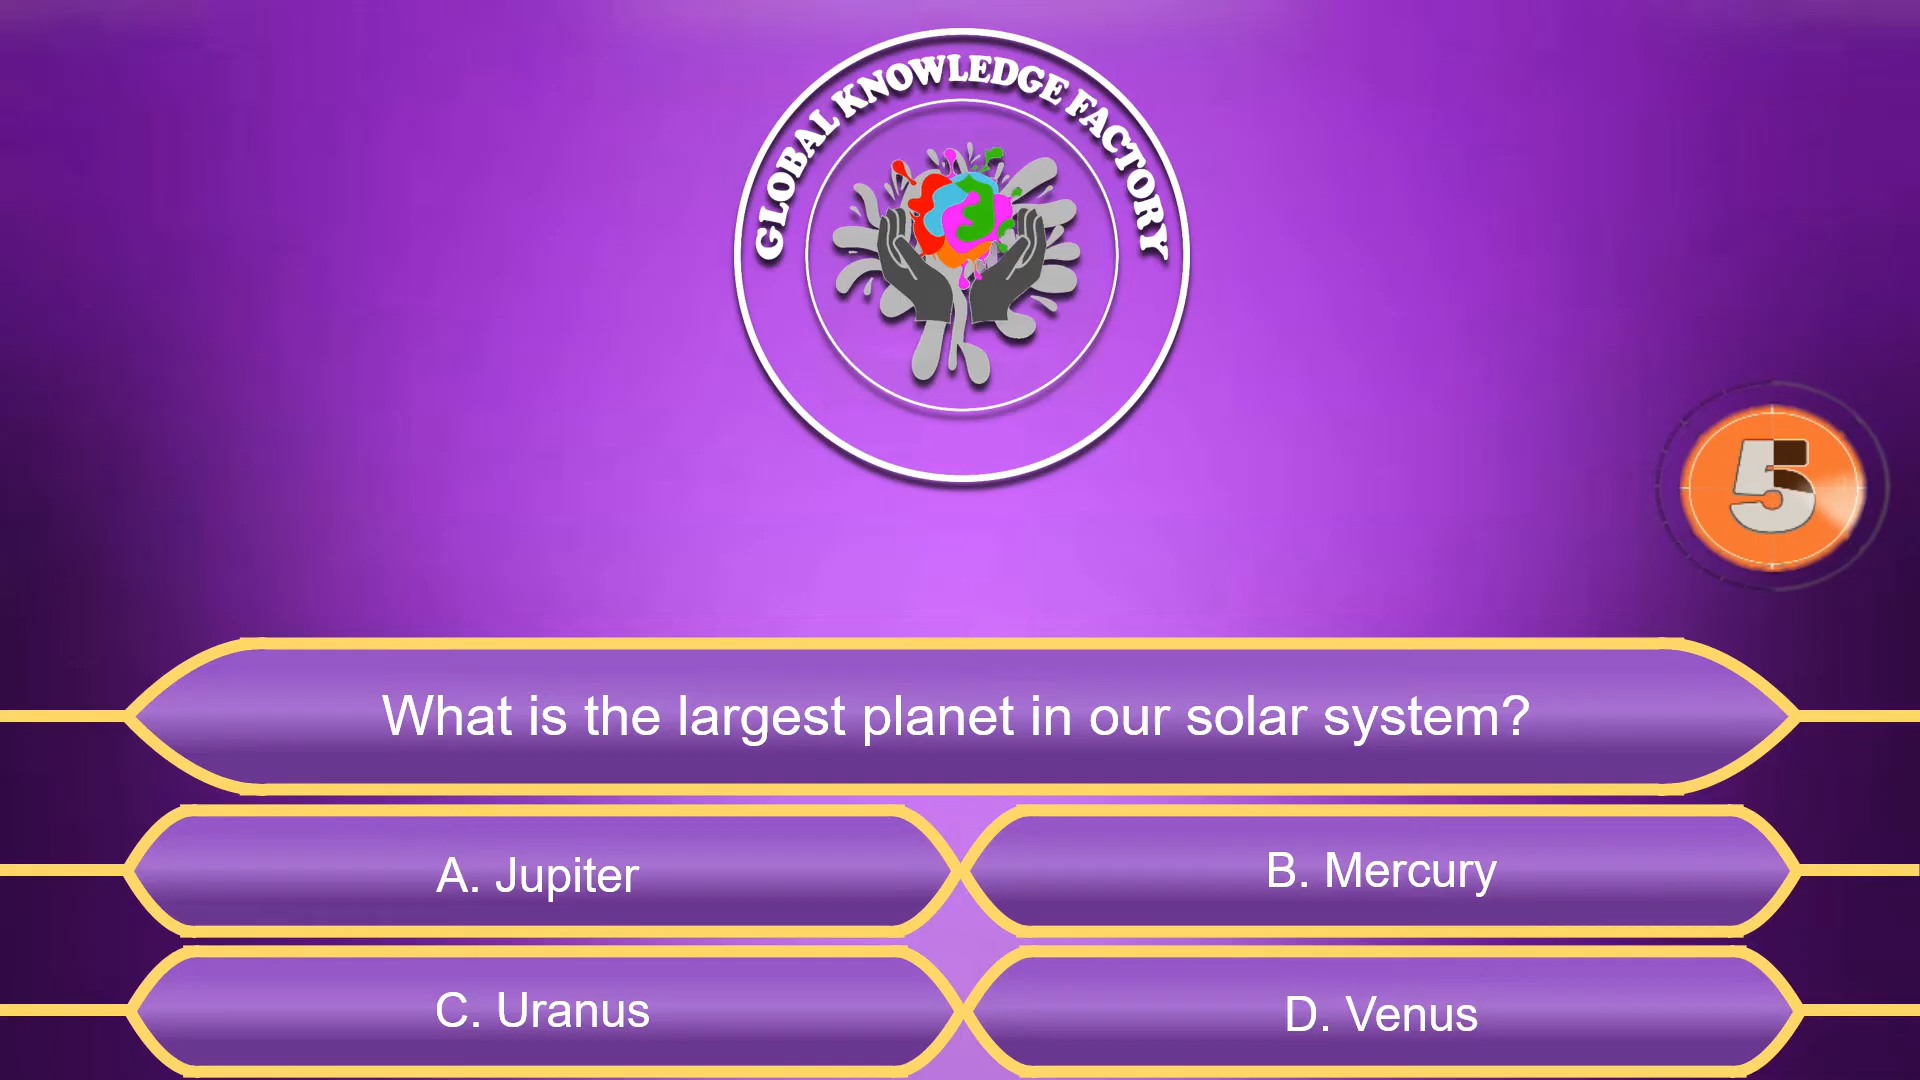 GLOBAL KNOWLEDGE FACTORY
5
What is the largest planet in our solar system?
A. Jupiter
B. Mercury
C. Uranus
D. Venus